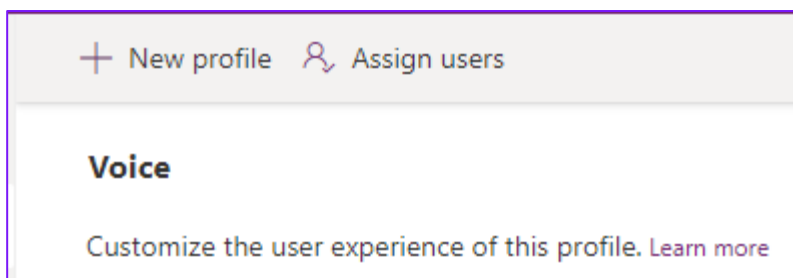 New profile Assign users
Voice
Customize the user experience of this profile. Learn more